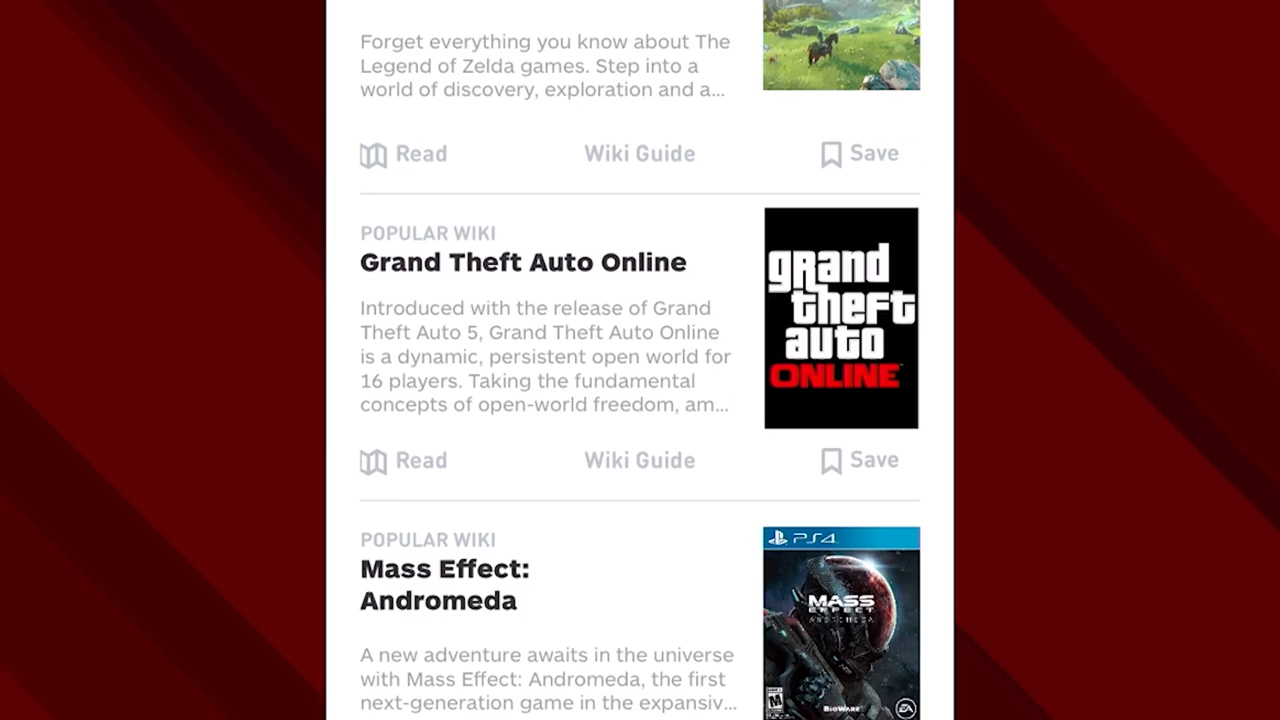 Forget everything you know about The
Legend of Zelda games. Step into a
world of discovery, exploration and a...
Read
Wiki Guide
Save
POPULAR WIKI
Grand Theft Auto Online
Introduced with the release of Grand
Theft Auto 5, Grand Theft Auto Online
is a dynamic, persistent open world for
16 players. Taking the fundamental
concepts of open-world freedom, am...
grand
theft
auto
ONLINE
Read
Wiki Guide
Save
POPULAR WIKI
Mass Effect:
Andromeda
A new adventure awaits in the universe
with Mass Effect: Andromeda, the first
next-generation game in the expansiv...
PS4
MASS
EFFECT
ANDROMEDA
M
BIOWARE
EA